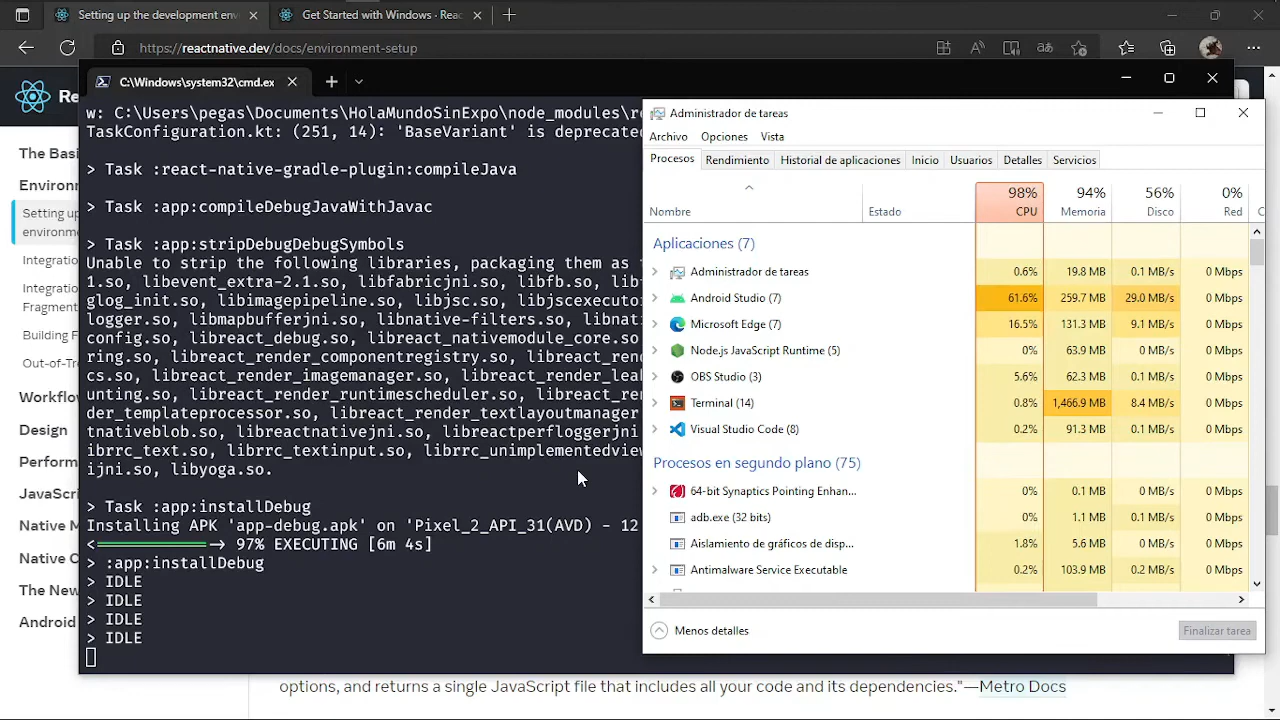 Setting up the development env
Get Started with Windows · Reac
https://reactnative.dev/docs/environment-setup
Re
The Basi
Environ
Setting up
environme
Integratio
Integratio
Fragment
Building F
Out-of-Tre
Workflow
Design
Perform
JavaScrip
Native M
Native C
The New
Android
C:\Windows\system32\cmd.ex
w: C:\Users\pegas\Documents\HolaMundoSinExpo\node_modules\re
TaskConfiguration.kt: (251, 14): 'BaseVariant' is deprecated
> Task :react-native-gradle-plugin:compileJava
> Task :app:compileDebugJavaWithJavac
> Task :app:stripDebugDebugSymbols
Unable to strip the following libraries, packaging them as
1.so, libevent_extra-2.1.so, libfabricjni.so, libfb.so,
glog_init.so, libimagepipeline.so, libjsc.so, libjscexecuto
logger.so, libmapbufferjni.so, libnative-filters.so, libnat
config.so, libreact_debug.so, libreact_nativemodule_core.so
ring.so, libreact_render_componentregistry.so, libreact_ren
cs.so, libreact_render_imagemanager.so, libreact_render_lea
unting.so, libreact_render_runtimescheduler.so, libreact_re
der_templateprocessor.so, libreact_render_textlayoutmanager
tnativeblob.so, libreactnativejni.so, libreactperfloggerjni
ibrrc_text.so, librrc_textinput.so, librrc_unimplementedvie
ijni.so, libyoga.so.
> Task :app:installDebug
Installing APK 'app-debug.apk' on 'Pixel_2_API_31(AVD) - 12
<==========-> 97% EXECUTING [6m 4s]
> :app:installDebug
> IDLE
> IDLE
> IDLE
> IDLE
Administrador de tareas
Archivo Opciones Vista
Procesos Rendimiento Historial de aplicaciones Inicio Usuarios Detalles Servicios
98% 94% 56% 0%
Nombre Estado CPU Memoria Disco Red
Aplicaciones (7)
Administrador de tareas 0.6% 19.8 MB 0.1 MB/s 0 Mbps
Android Studio (7) 61.6% 259.7 MB 29.0 MB/s 0 Mbps
Microsoft Edge (7) 16.5% 131.3 MB 9.1 MB/s 0 Mbps
Node.js JavaScript Runtime (5) 0% 63.9 MB 0 MB/s 0 Mbps
OBS Studio (3) 5.6% 62.3 MB 0.1 MB/s 0 Mbps
Terminal (14) 0.8% 1,466.9 MB 8.4 MB/s 0 Mbps
Visual Studio Code (8) 0.2% 91.3 MB 0.1 MB/s 0 Mbps
Procesos en segundo plano (75)
64-bit Synaptics Pointing Enhan... 0% 0.1 MB 0 MB/s 0 Mbps
adb.exe (32 bits) 0% 1.1 MB 0.1 MB/s 0 Mbps
Aislamiento de gráficos de disp... 1.8% 5.6 MB 0.1 MB/s 0 Mbps
Antimalware Service Executable 0.2% 103.9 MB 0.2 MB/s 0 Mbps
Menos detalles
Finalizar tarea
options, and returns a single JavaScript file that includes all your code and its dependencies."—Metro Docs